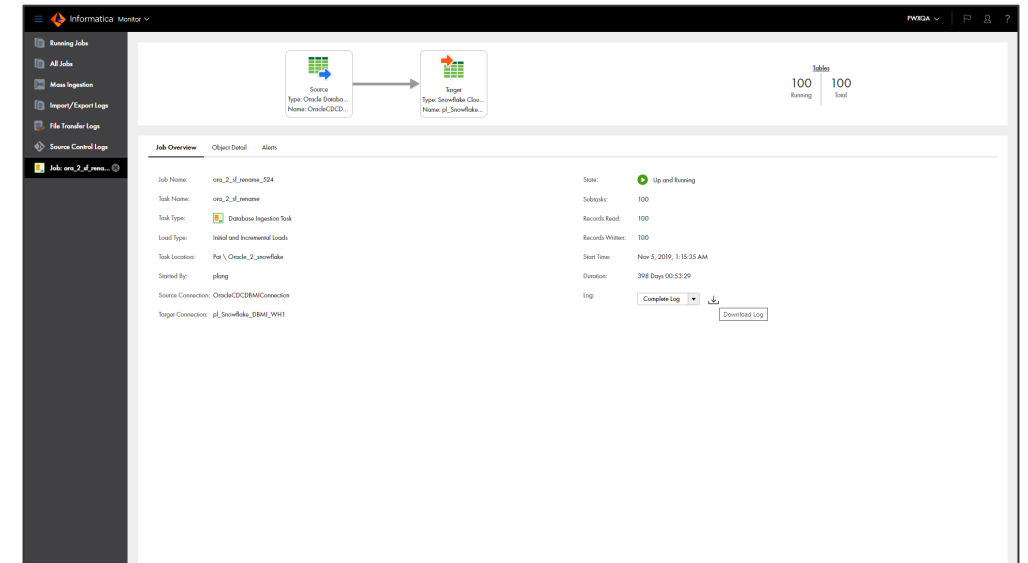 Informatica Monitor
PWXQA
?
Running Jobs
All Jobs
Mass Ingestion
Import/Export Logs
File Transfer Logs
Source Control Logs
Job: ora_2_sf_rena...
Source
Type: Oracle Databa...
Name: OracleCDCD...
Target
Type: Snowflake Clou...
Name: pl_Snowflake...
Tables
100 100
Running Total
Job Overview Object Detail Alerts
Job Name: ora_2_sf_rename_524
Task Name: ora_2_sf_rename
Task Type: Database Ingestion Task
Load Type: Initial and Incremental Loads
Task Location: Pat \ Oracle_2_snowflake
Started By: plang
Source Connection: OracleCDCDBMIConnection
Target Connection: pl_Snowflake_DBMI_WH1
State: Up and Running
Subtasks: 100
Records Read: 100
Records Written: 100
Start Time: Nov 5, 2019, 1:15:35 AM
Duration: 398 Days 00:53:29
Log: Complete Log
Download Log